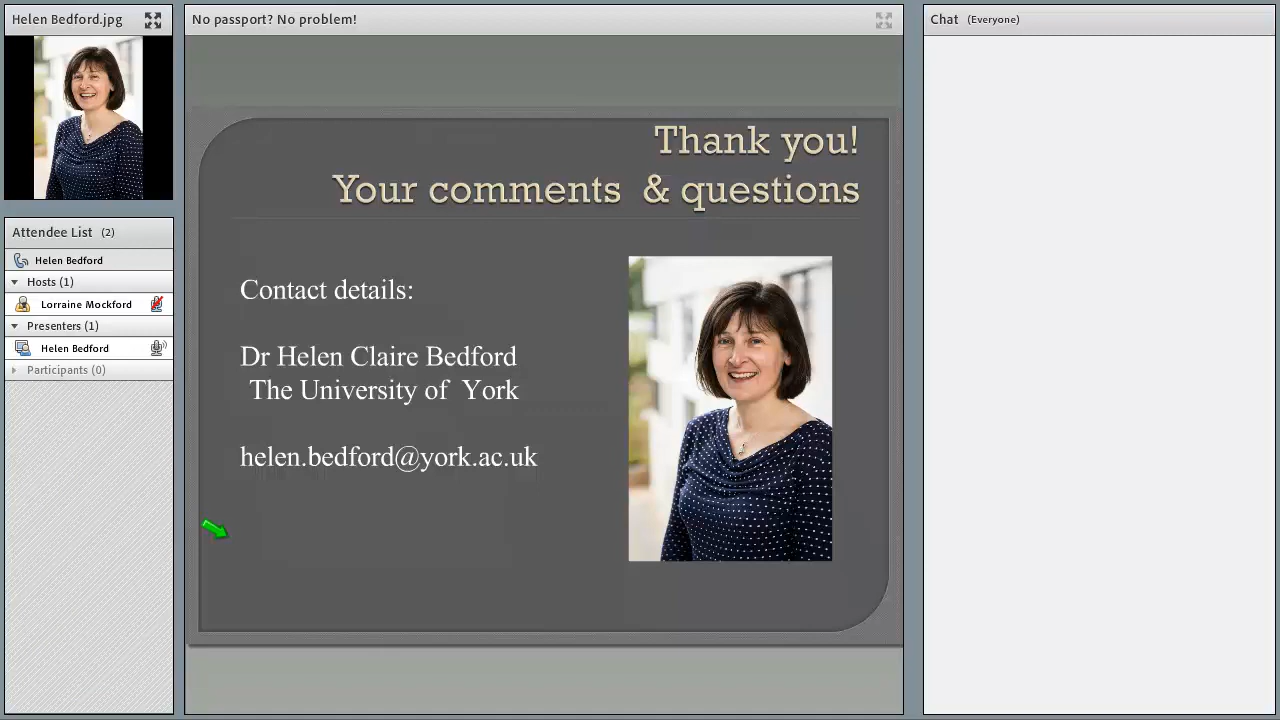 Helen Bedford.jpg
No passport? No problem!
Chat (Everyone)
Attendee List (2)
Helen Bedford
Hosts (1)
Lorraine Mockford
Presenters (1)
Helen Bedford
Participants (0)
Thank you!
Your comments & questions
Contact details:
Dr Helen Claire Bedford
The University of York
helen.bedford@york.ac.uk